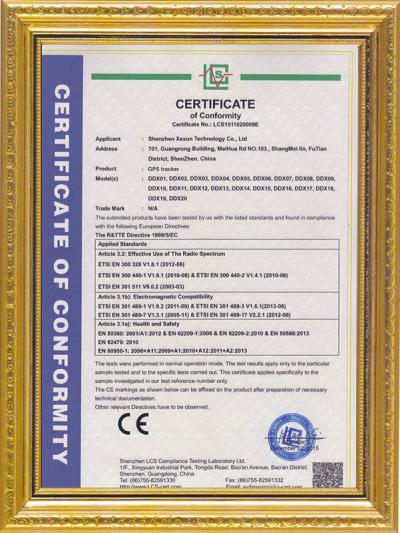 CERTIFICATE OF CONFORMITY
LCS
CERTIFICATE
of Conformity
Certificate No.: LCS1511020009E
Applicant : Shenzhen Xexun Technology Co., Ltd
Address : 701, Guangrong Building, MeiHua Rd NO.103., ShangMei lin, FuTian
District, ShenZhen, China
Product : GPS tracker
Model(s) : DDX01, DDX02, DDX03, DDX04, DDX05, DDX06, DDX07, DDX08, DDX09,
DDX10, DDX11, DDX12, DDX13, DDX14, DDX15, DDX16, DDX17, DDX18,
DDX19, DDX20
Trade Mark : N/A
The submitted products have been tested by us with the listed standards and found in compliance
with the following European Directives:
The R&TTE Directive 1999/5/EC
Applied Standards
Article 3.2: Effective Use of The Radio Spectrum
ETSI EN 300 328 V1.8.1 (2012-06)
ETSI EN 300 440-1 V1.6.1 (2010-08) & ETSI EN 300 440-2 V1.4.1 (2010-08)
ETSI EN 301 511 V9.0.2 (2003-03)
Article 3.1b): Electromagnetic Compatibility
ETSI EN 301 489-1 V1.9.2 (2011-09) & ETSI EN 301 489-3 V1.6.1(2013-08)
ETSI EN 301 489-7 V1.3.1 (2005-11) & ETSI EN 301 489-17 V2.2.1 (2012-09)
Article 3.1a): Health and Safety
EN 50360: 2001/A1:2012 & EN 62209-1:2006 & EN 62209-2:2010 & EN 50566:2013
EN 62479: 2010
EN 60950-1: 2006+A11:2009+A1:2010+A12:2011+A2:2013
The tests were performed in normal operation mode. The test results apply only to the particular
sample tested and to the specific tests carried out. This certificate applies specifically to the
sample investigated in our test reference number only.
The CE markings as shown below can be affixed on the product after preparation of necessary
technical documentation.
Other relevant Directives have to be observed.
CE
LCS
December 02, 2015
Shenzhen LCS Compliance Testing Laboratory Ltd.
1/F., Xingyuan Industrial Park, Tongda Road, Bao'an Avenue, Bao'an District,
Shenzhen, Guangdong, China
Tel: (86)755-82591330 Fax: (86)755-82591332
Http://www.LCS-cert.com Email: